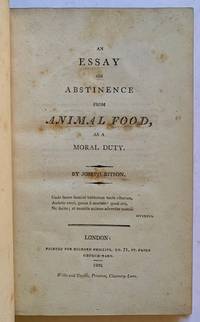 AN
ESSAY
ON
ABSTINENCE
FROM
ANIMAL FOOD,
AS A
MORAL DUTY.
BY JOSEPH RITSON.
LONDON:
PRINTED FOR RICHARD PHILLIPS, NO. 71, ST. PAUL'S
CHURCH-YARD.
1802.
Wilks and Taylor, Printers, Chancery-Lane.